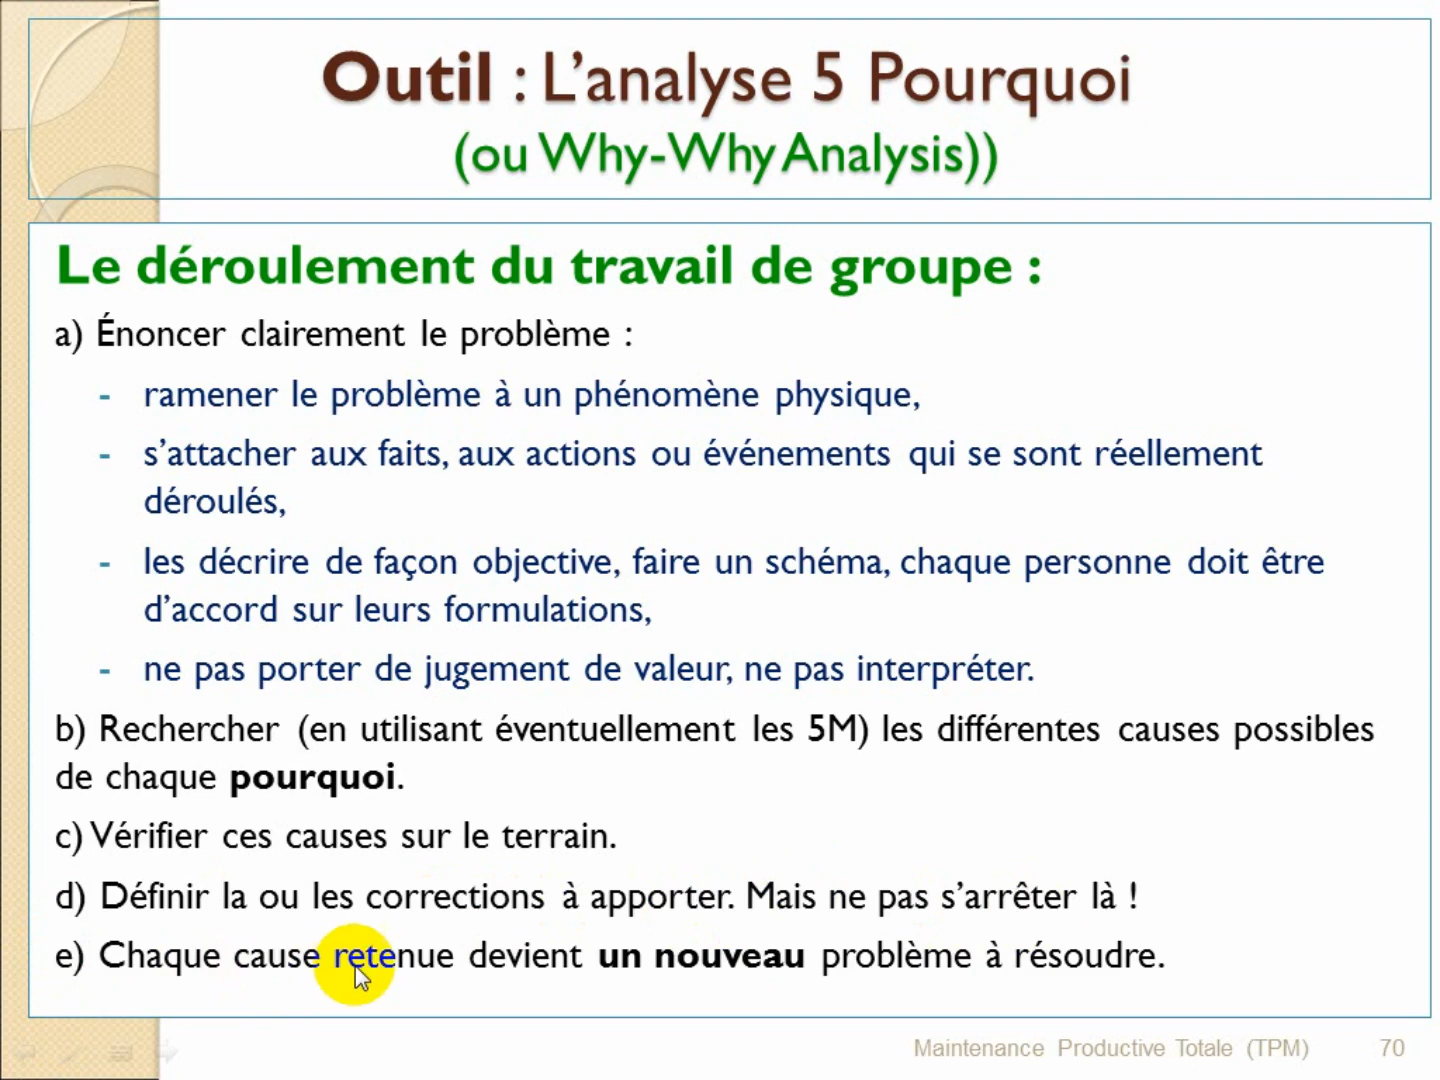 Outil : L’analyse 5 Pourquoi
(ou Why-Why Analysis))
Le déroulement du travail de groupe :
a) Énoncer clairement le problème :
- ramener le problème à un phénomène physique,
- s’attacher aux faits, aux actions ou événements qui se sont réellement
déroulés,
- les décrire de façon objective, faire un schéma, chaque personne doit être
d’accord sur leurs formulations,
- ne pas porter de jugement de valeur, ne pas interpréter.
b) Rechercher (en utilisant éventuellement les 5M) les différentes causes possibles
de chaque pourquoi.
c) Vérifier ces causes sur le terrain.
d) Définir la ou les corrections à apporter. Mais ne pas s’arrêter là !
e) Chaque cause retenue devient un nouveau problème à résoudre.
Maintenance Productive Totale (TPM) 70